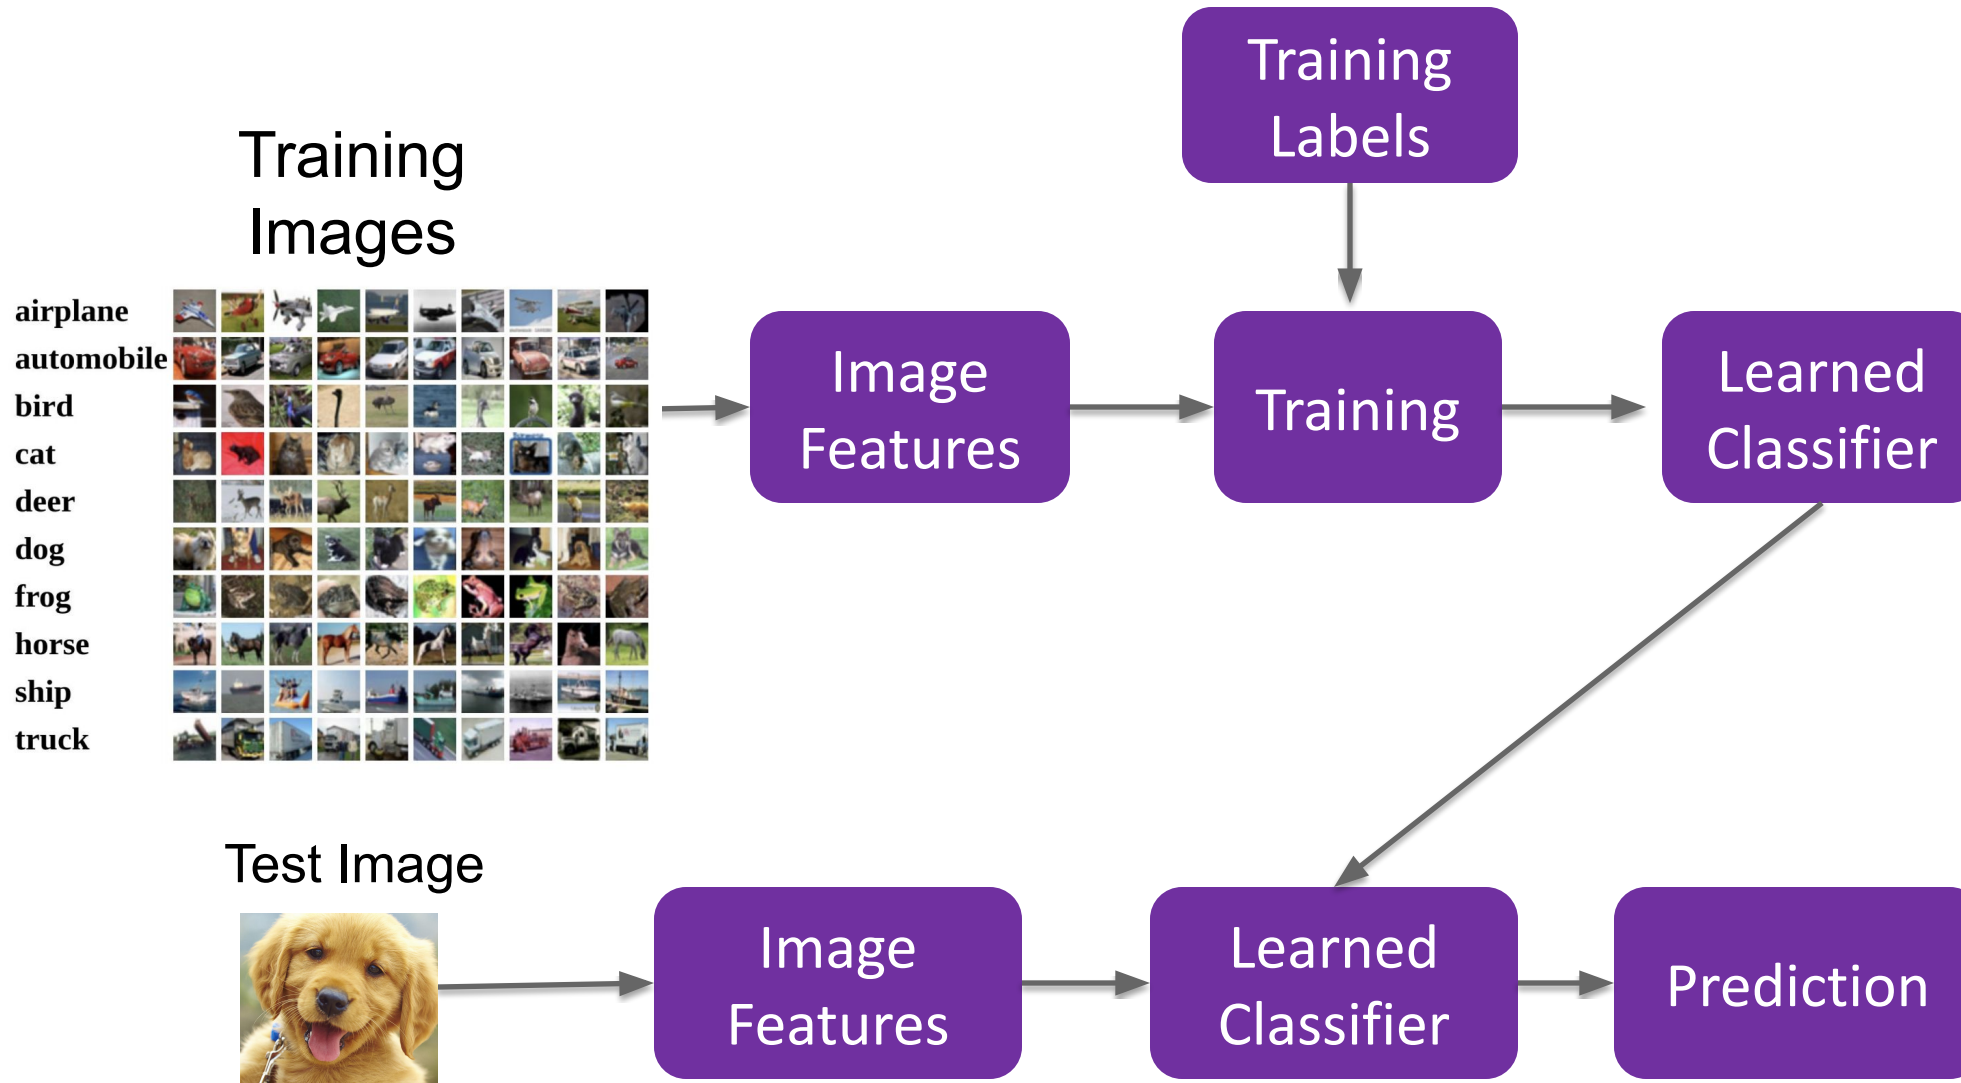 Training
Labels
Training
Images
airplane
automobile
bird
cat
deer
dog
frog
horse
ship
truck
Image
Features
Training
Learned
Classifier
Test Image
Image
Features
Learned
Classifier
Prediction